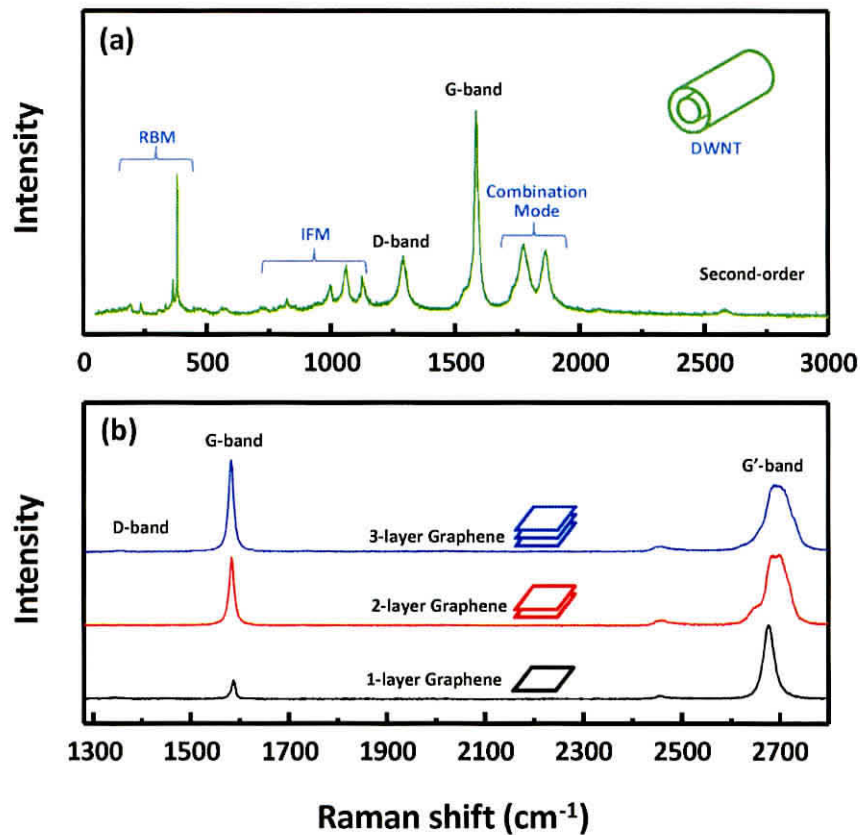 (a)
Intensity
G-band
RBM
DWNT
Combination
Mode
IFM
D-band
Second-order
0 500 1000 1500 2000 2500 3000
(b)
Intensity
G-band
G'-band
D-band
3-layer Graphene
2-layer Graphene
1-layer Graphene
1300 1500 1700 1900 2100 2300 2500 2700
Raman shift (cm⁻¹)